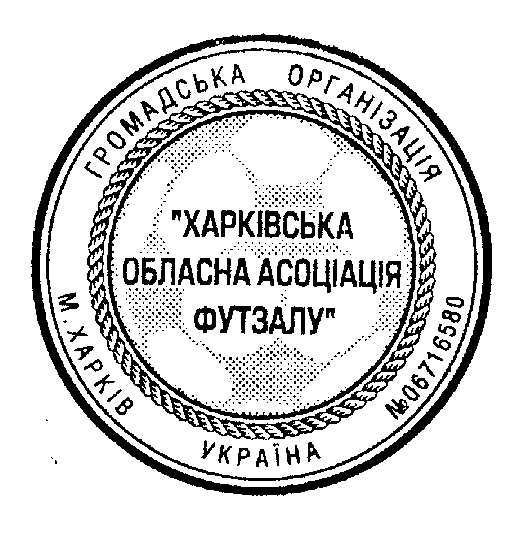 ГРОМАДСЬКА ОРГАНІЗАЦІЯ
"ХАРКІВСЬКА
ОБЛАСНА АСОЦІАЦІЯ
ФУТЗАЛУ"
М. ХАРКІВ УКРАЇНА №06716580